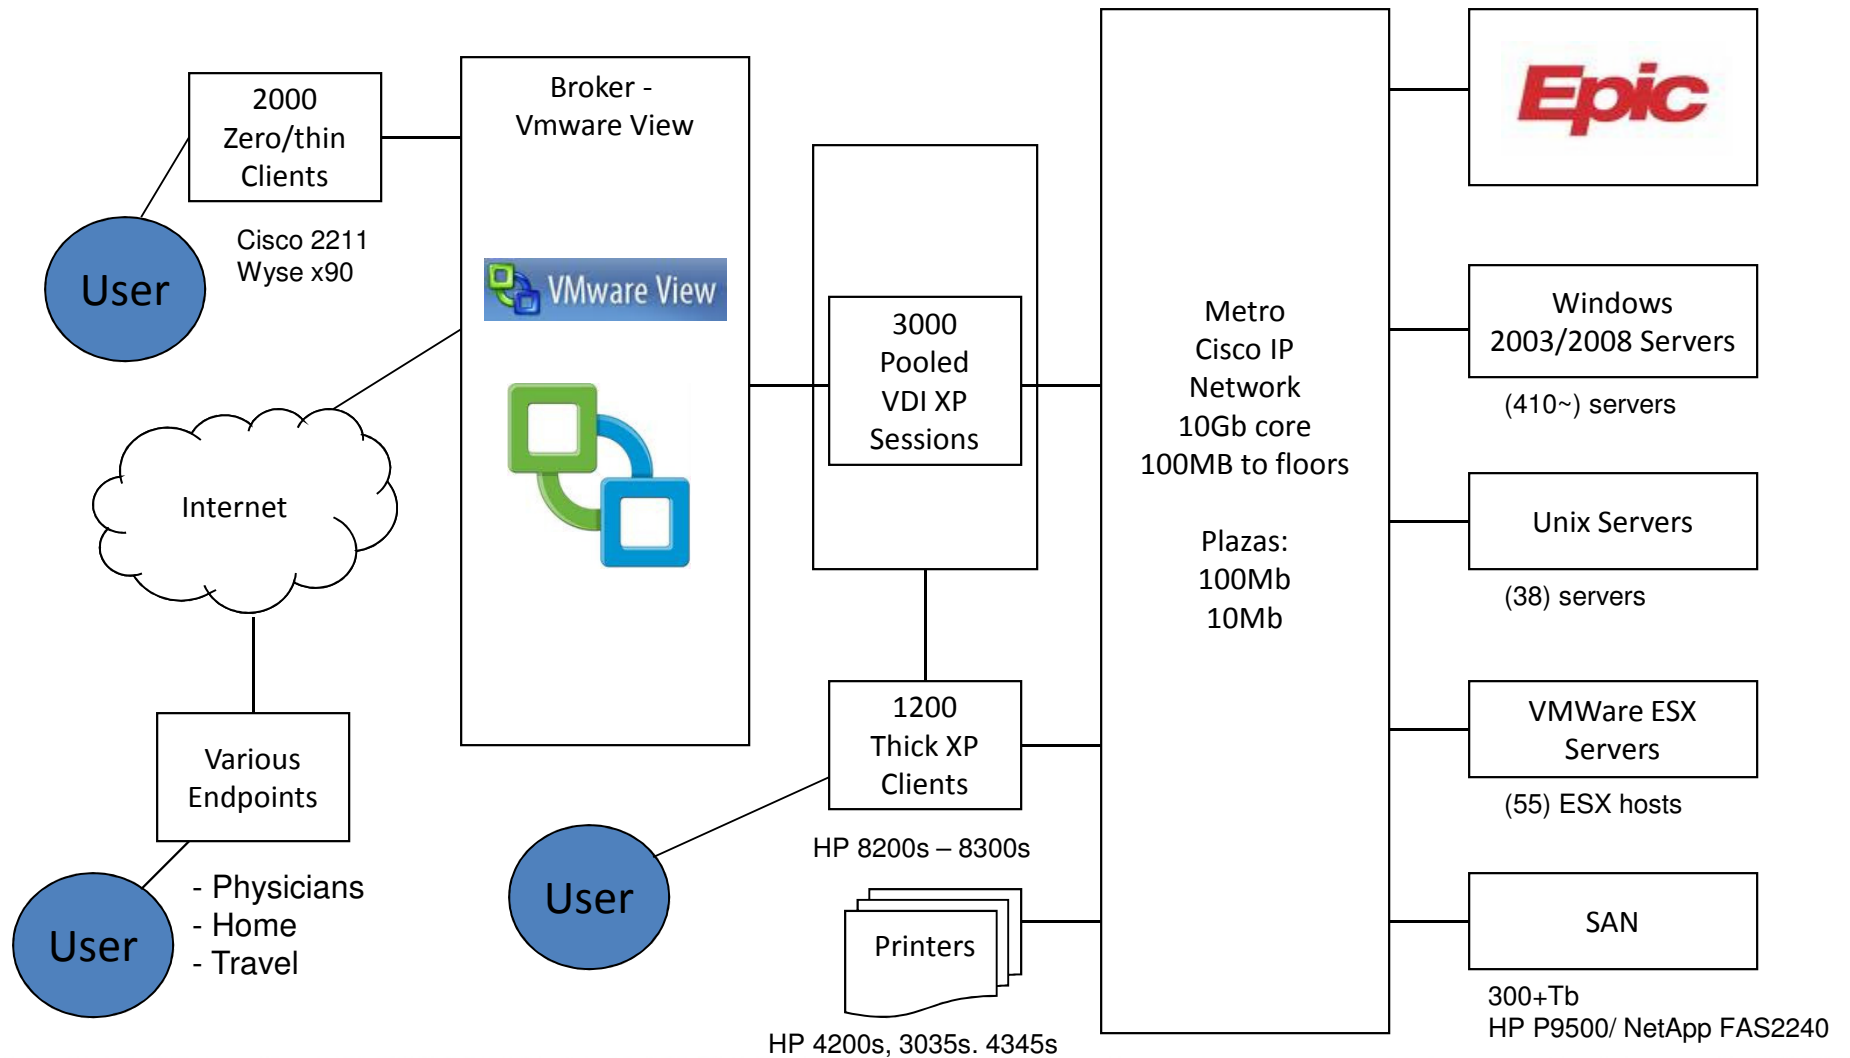 2000
Zero/thin
Clients
Cisco 2211
Wyse x90
User
Internet
Various
Endpoints
User
- Physicians
- Home
- Travel
Broker -
Vmware View
VMware View
3000
Pooled
VDI XP
Sessions
1200
Thick XP
Clients
HP 8200s – 8300s
User
Printers
HP 4200s, 3035s. 4345s
Metro
Cisco IP
Network
10Gb core
100MB to floors
Plazas:
100Mb
10Mb
Epic
Windows
2003/2008 Servers
(410~) servers
Unix Servers
(38) servers
VMWare ESX
Servers
(55) ESX hosts
SAN
300+Tb
HP P9500/ NetApp FAS2240